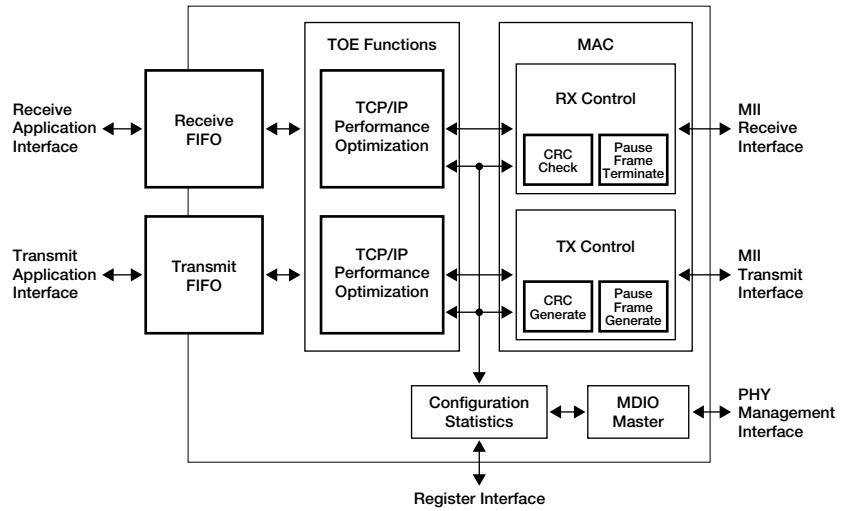 TOE Functions
MAC
Receive
Application
Interface
Receive
FIFO
TCP/IP
Performance
Optimization
RX Control
CRC
Check
Pause
Frame
Terminate
MII
Receive
Interface
Transmit
Application
Interface
Transmit
FIFO
TCP/IP
Performance
Optimization
TX Control
CRC
Generate
Pause
Frame
Generate
MII
Transmit
Interface
Configuration
Statistics
MDIO
Master
PHY
Management
Interface
Register Interface